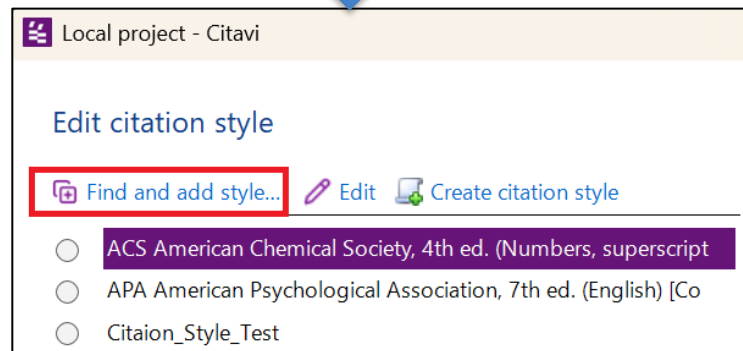 Local project - Citavi
Edit citation style
Find and add style... Edit Create citation style
ACS American Chemical Society, 4th ed. (Numbers, superscript
APA American Psychological Association, 7th ed. (English) [Co
Citaion_Style_Test